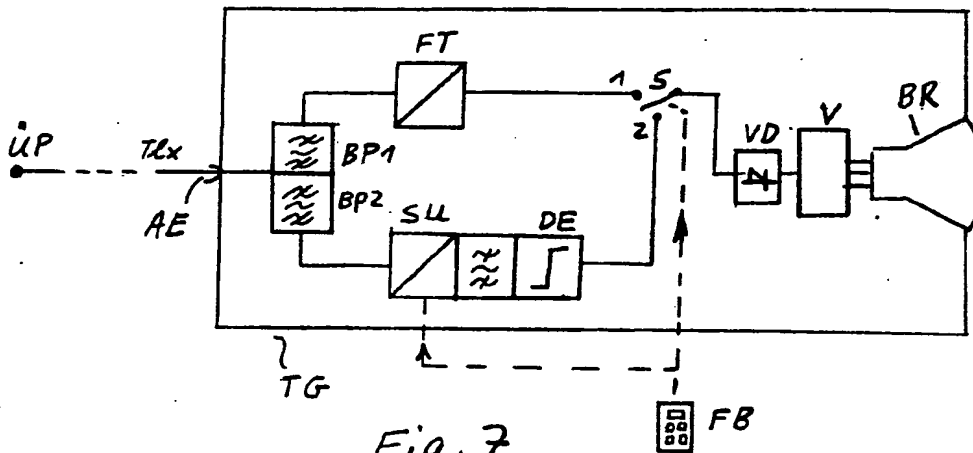 FT
1 S
2
VD
V
BR
ÜP
Tlx
AE
BP1
BP2
SU
DE
TG
FB
Fig. 7